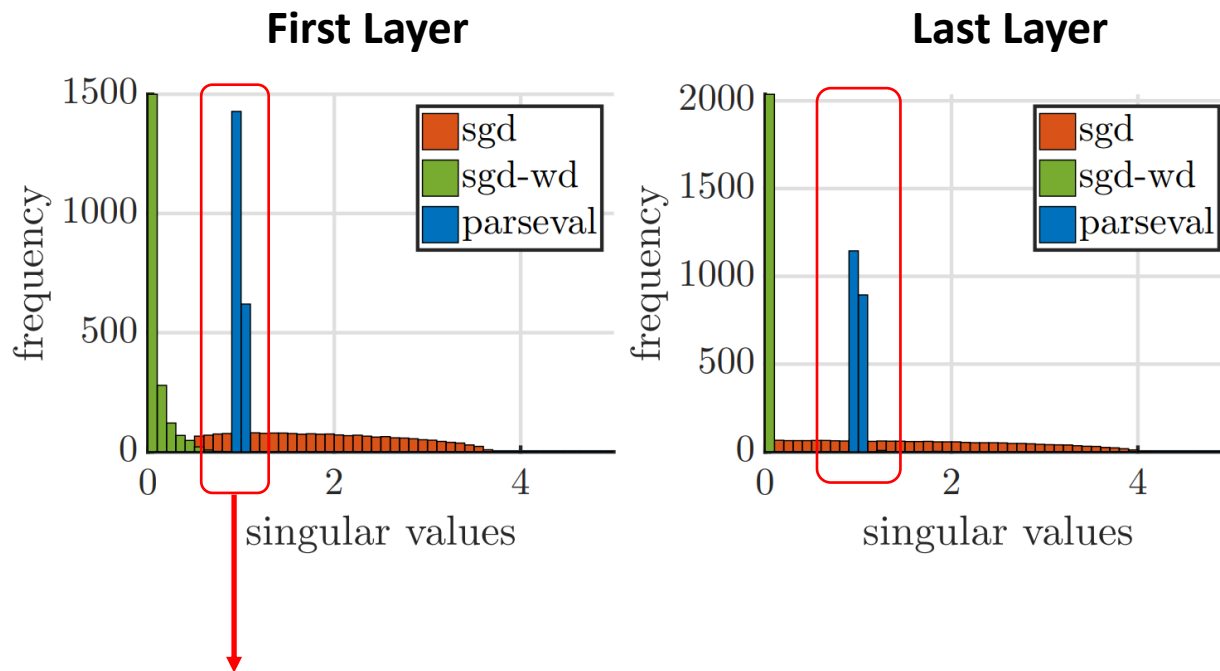 First Layer
1500
1000
500
0
0
2
4
frequency
singular values
sgd
sgd-wd
parseval
Last Layer
2000
1500
1000
500
0
0
2
4
frequency
singular values
sgd
sgd-wd
parseval